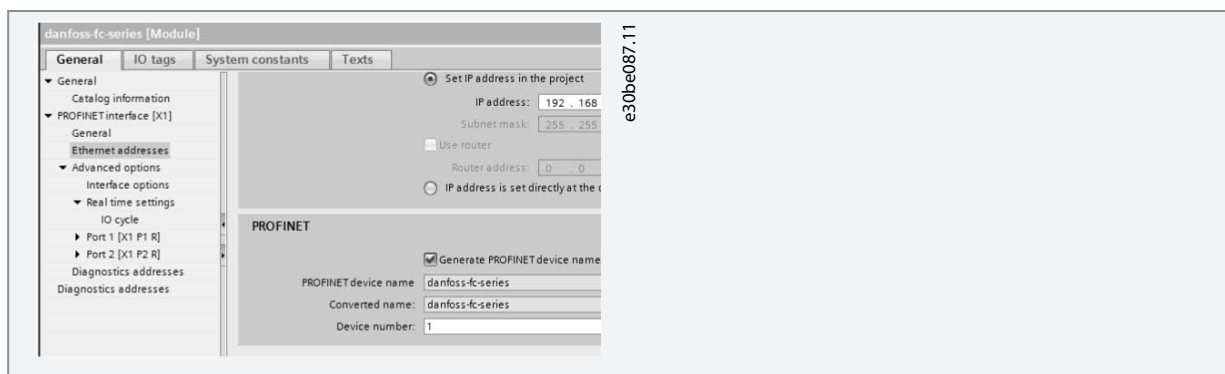 danfoss-fc-series [Module]
General IO tags System constants Texts
General
Catalog information
PROFINET interface [X1]
General
Ethernet addresses
Advanced options
Interface options
Real time settings
IO cycle
Port 1 [X1 P1 R]
Port 2 [X1 P2 R]
Diagnostics addresses
Diagnostics addresses
Set IP address in the project
IP address: 192 . 168
Subnet mask: 255 . 255
Use router
Router address: 0 . 0
IP address is set directly at the
PROFINET
Generate PROFINET device name
PROFINET device name danfoss-fc-series
Converted name: danfoss-fc-series
Device number: 1
e30be087.11